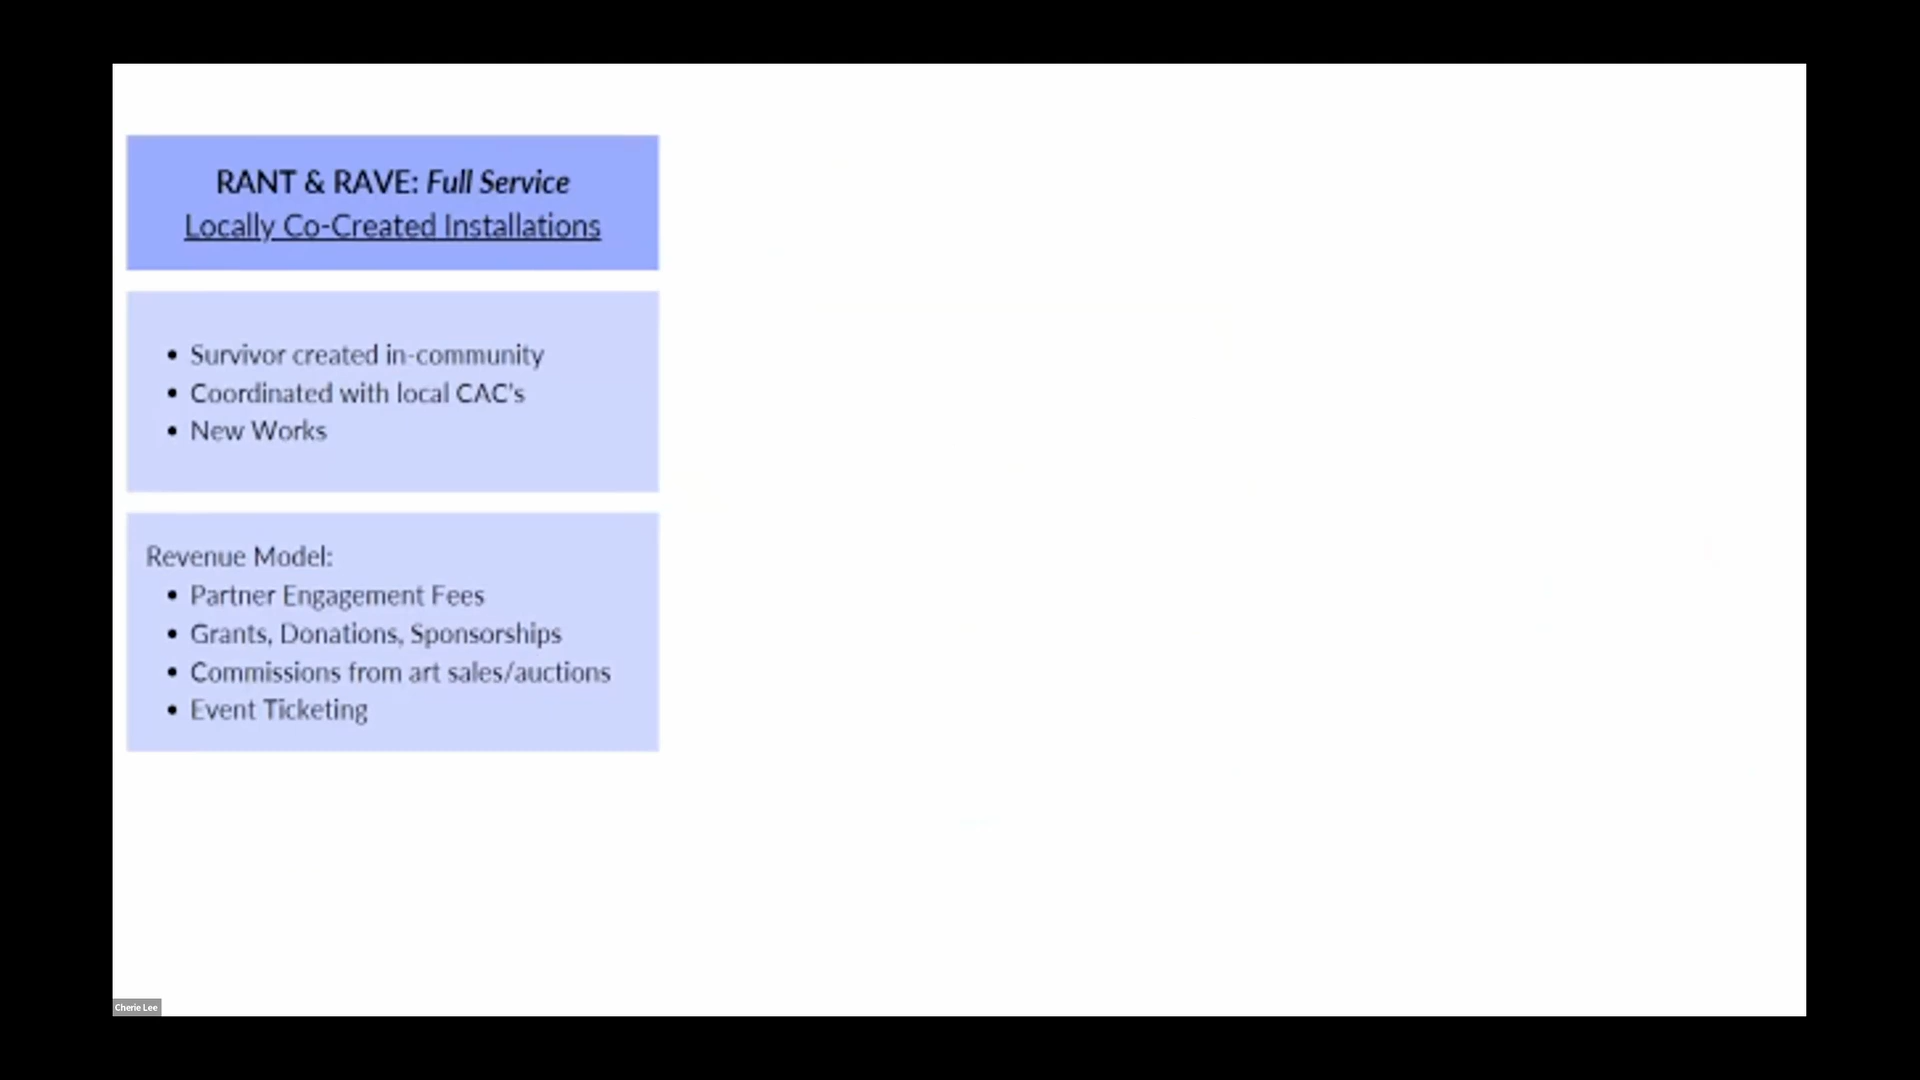 RANT & RAVE: Full Service
Locally Co-Created Installations
• Survivor created in-community
• Coordinated with local CAC's
• New Works
Revenue Model:
• Partner Engagement Fees
• Grants, Donations, Sponsorships
• Commissions from art sales/auctions
• Event Ticketing
Cherie Lee